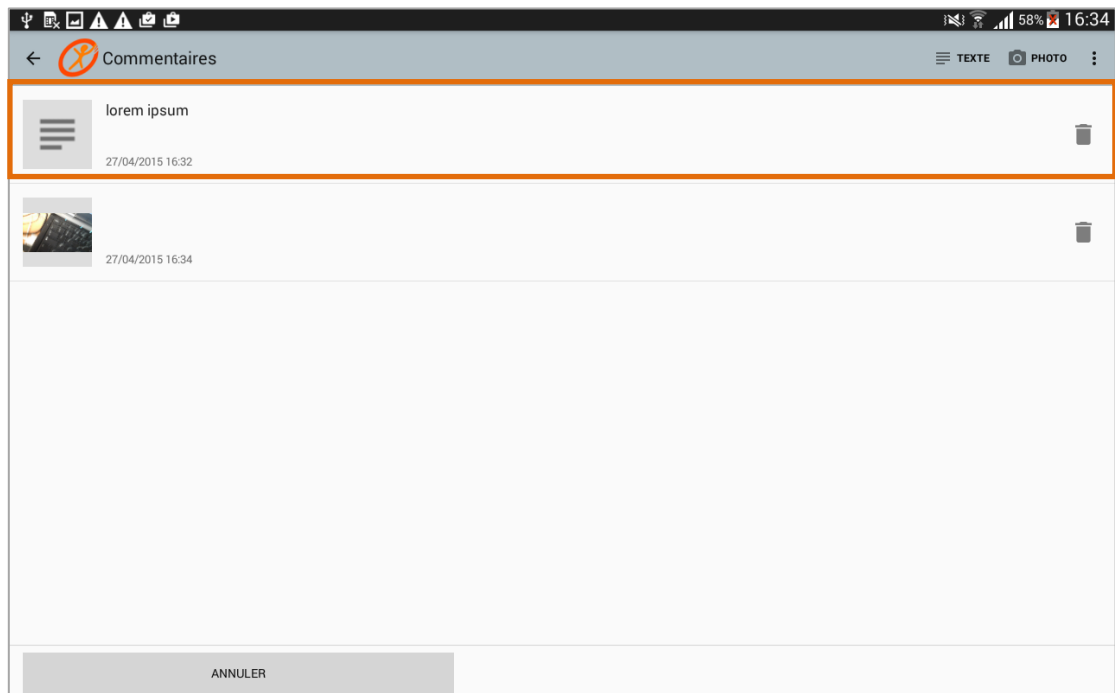 58% 16:34
Commentaires TEXTE PHOTO
lorem ipsum
27/04/2015 16:32
27/04/2015 16:34
ANNULER